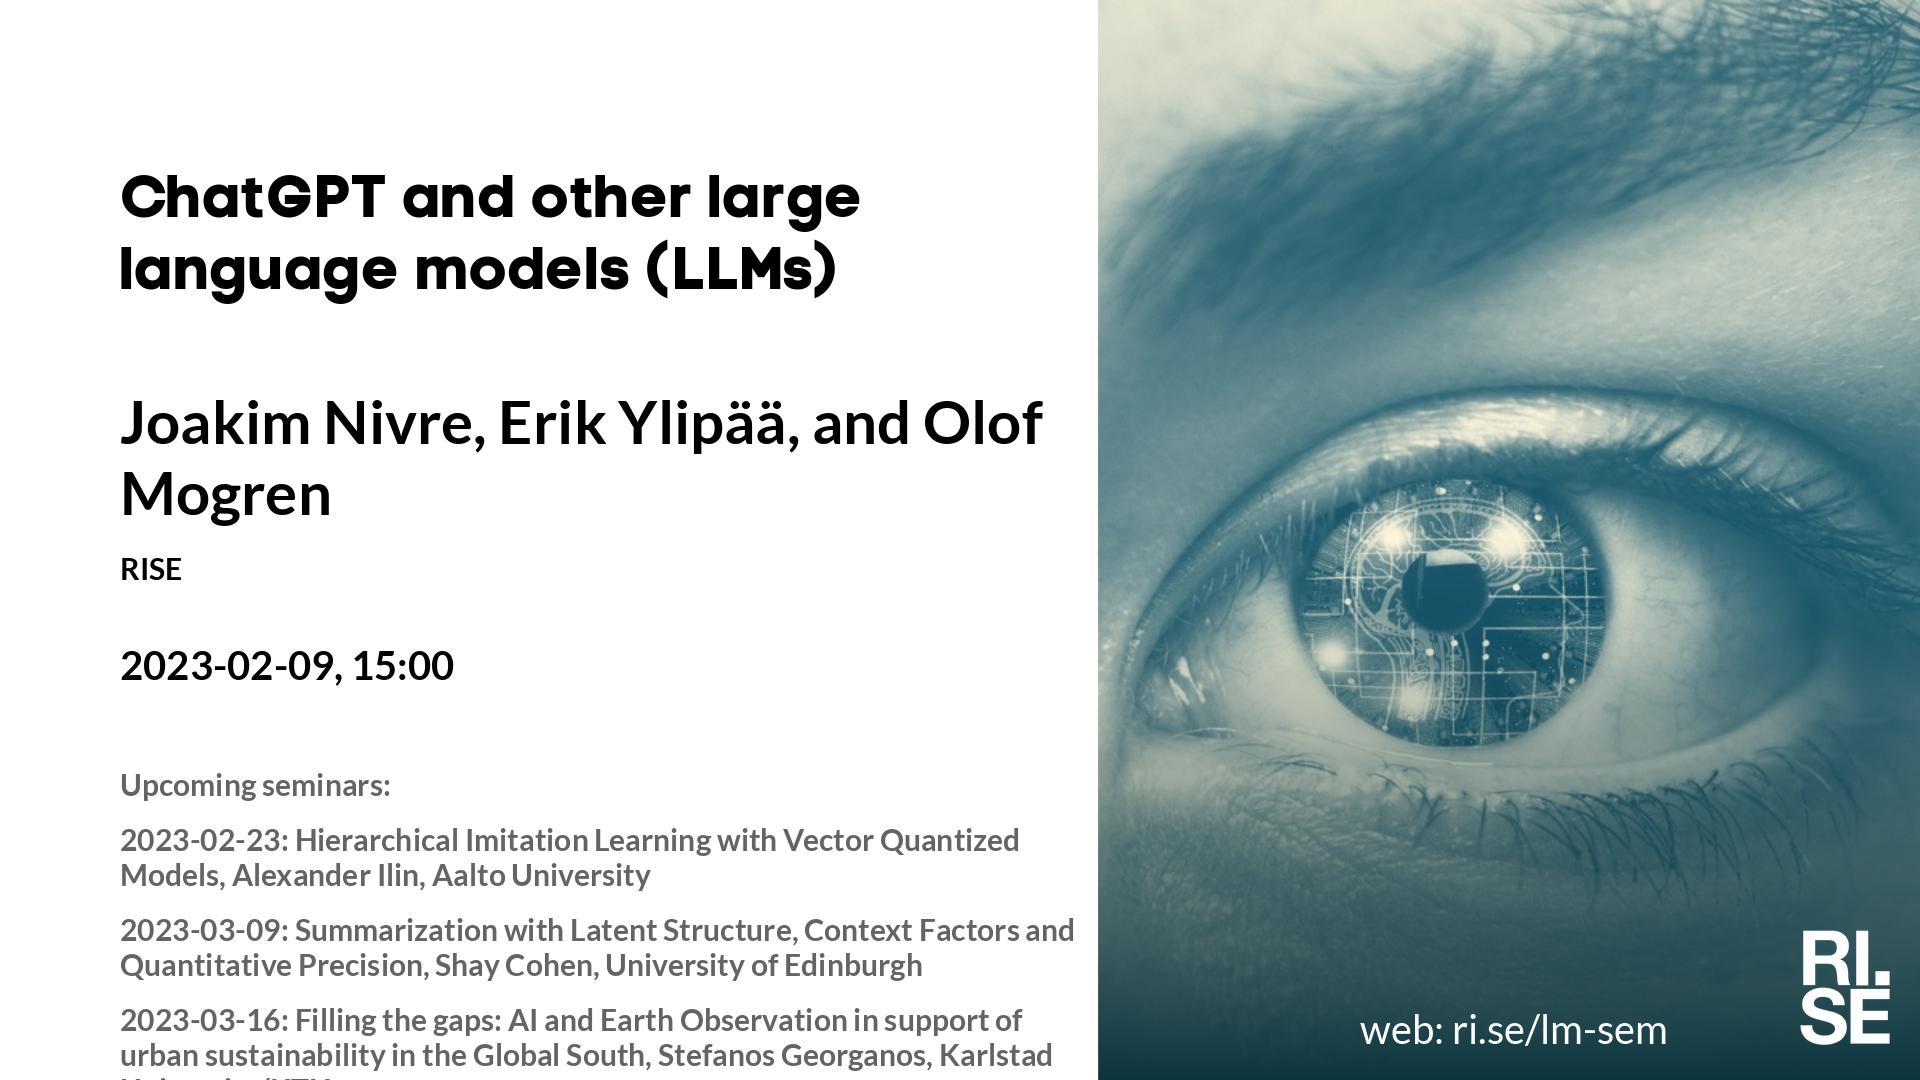 ChatGPT and other large
language models (LLMs)
Joakim Nivre, Erik Ylipää, and Olof
Mogren
RISE
2023-02-09, 15:00
Upcoming seminars:
2023-02-23: Hierarchical Imitation Learning with Vector Quantized
Models, Alexander Ilin, Aalto University
2023-03-09: Summarization with Latent Structure, Context Factors and
Quantitative Precision, Shay Cohen, University of Edinburgh
2023-03-16: Filling the gaps: AI and Earth Observation in support of
urban sustainability in the Global South, Stefanos Georganos, Karlstad
web: ri.se/lm-sem
RI.
SE